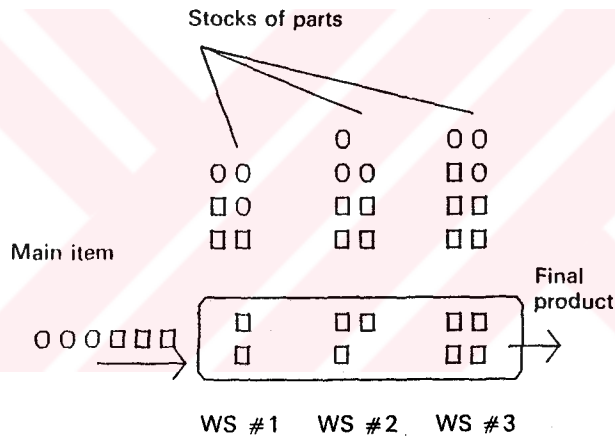 Stocks of parts
Main item
Final
product
WS #1 WS #2 WS #3